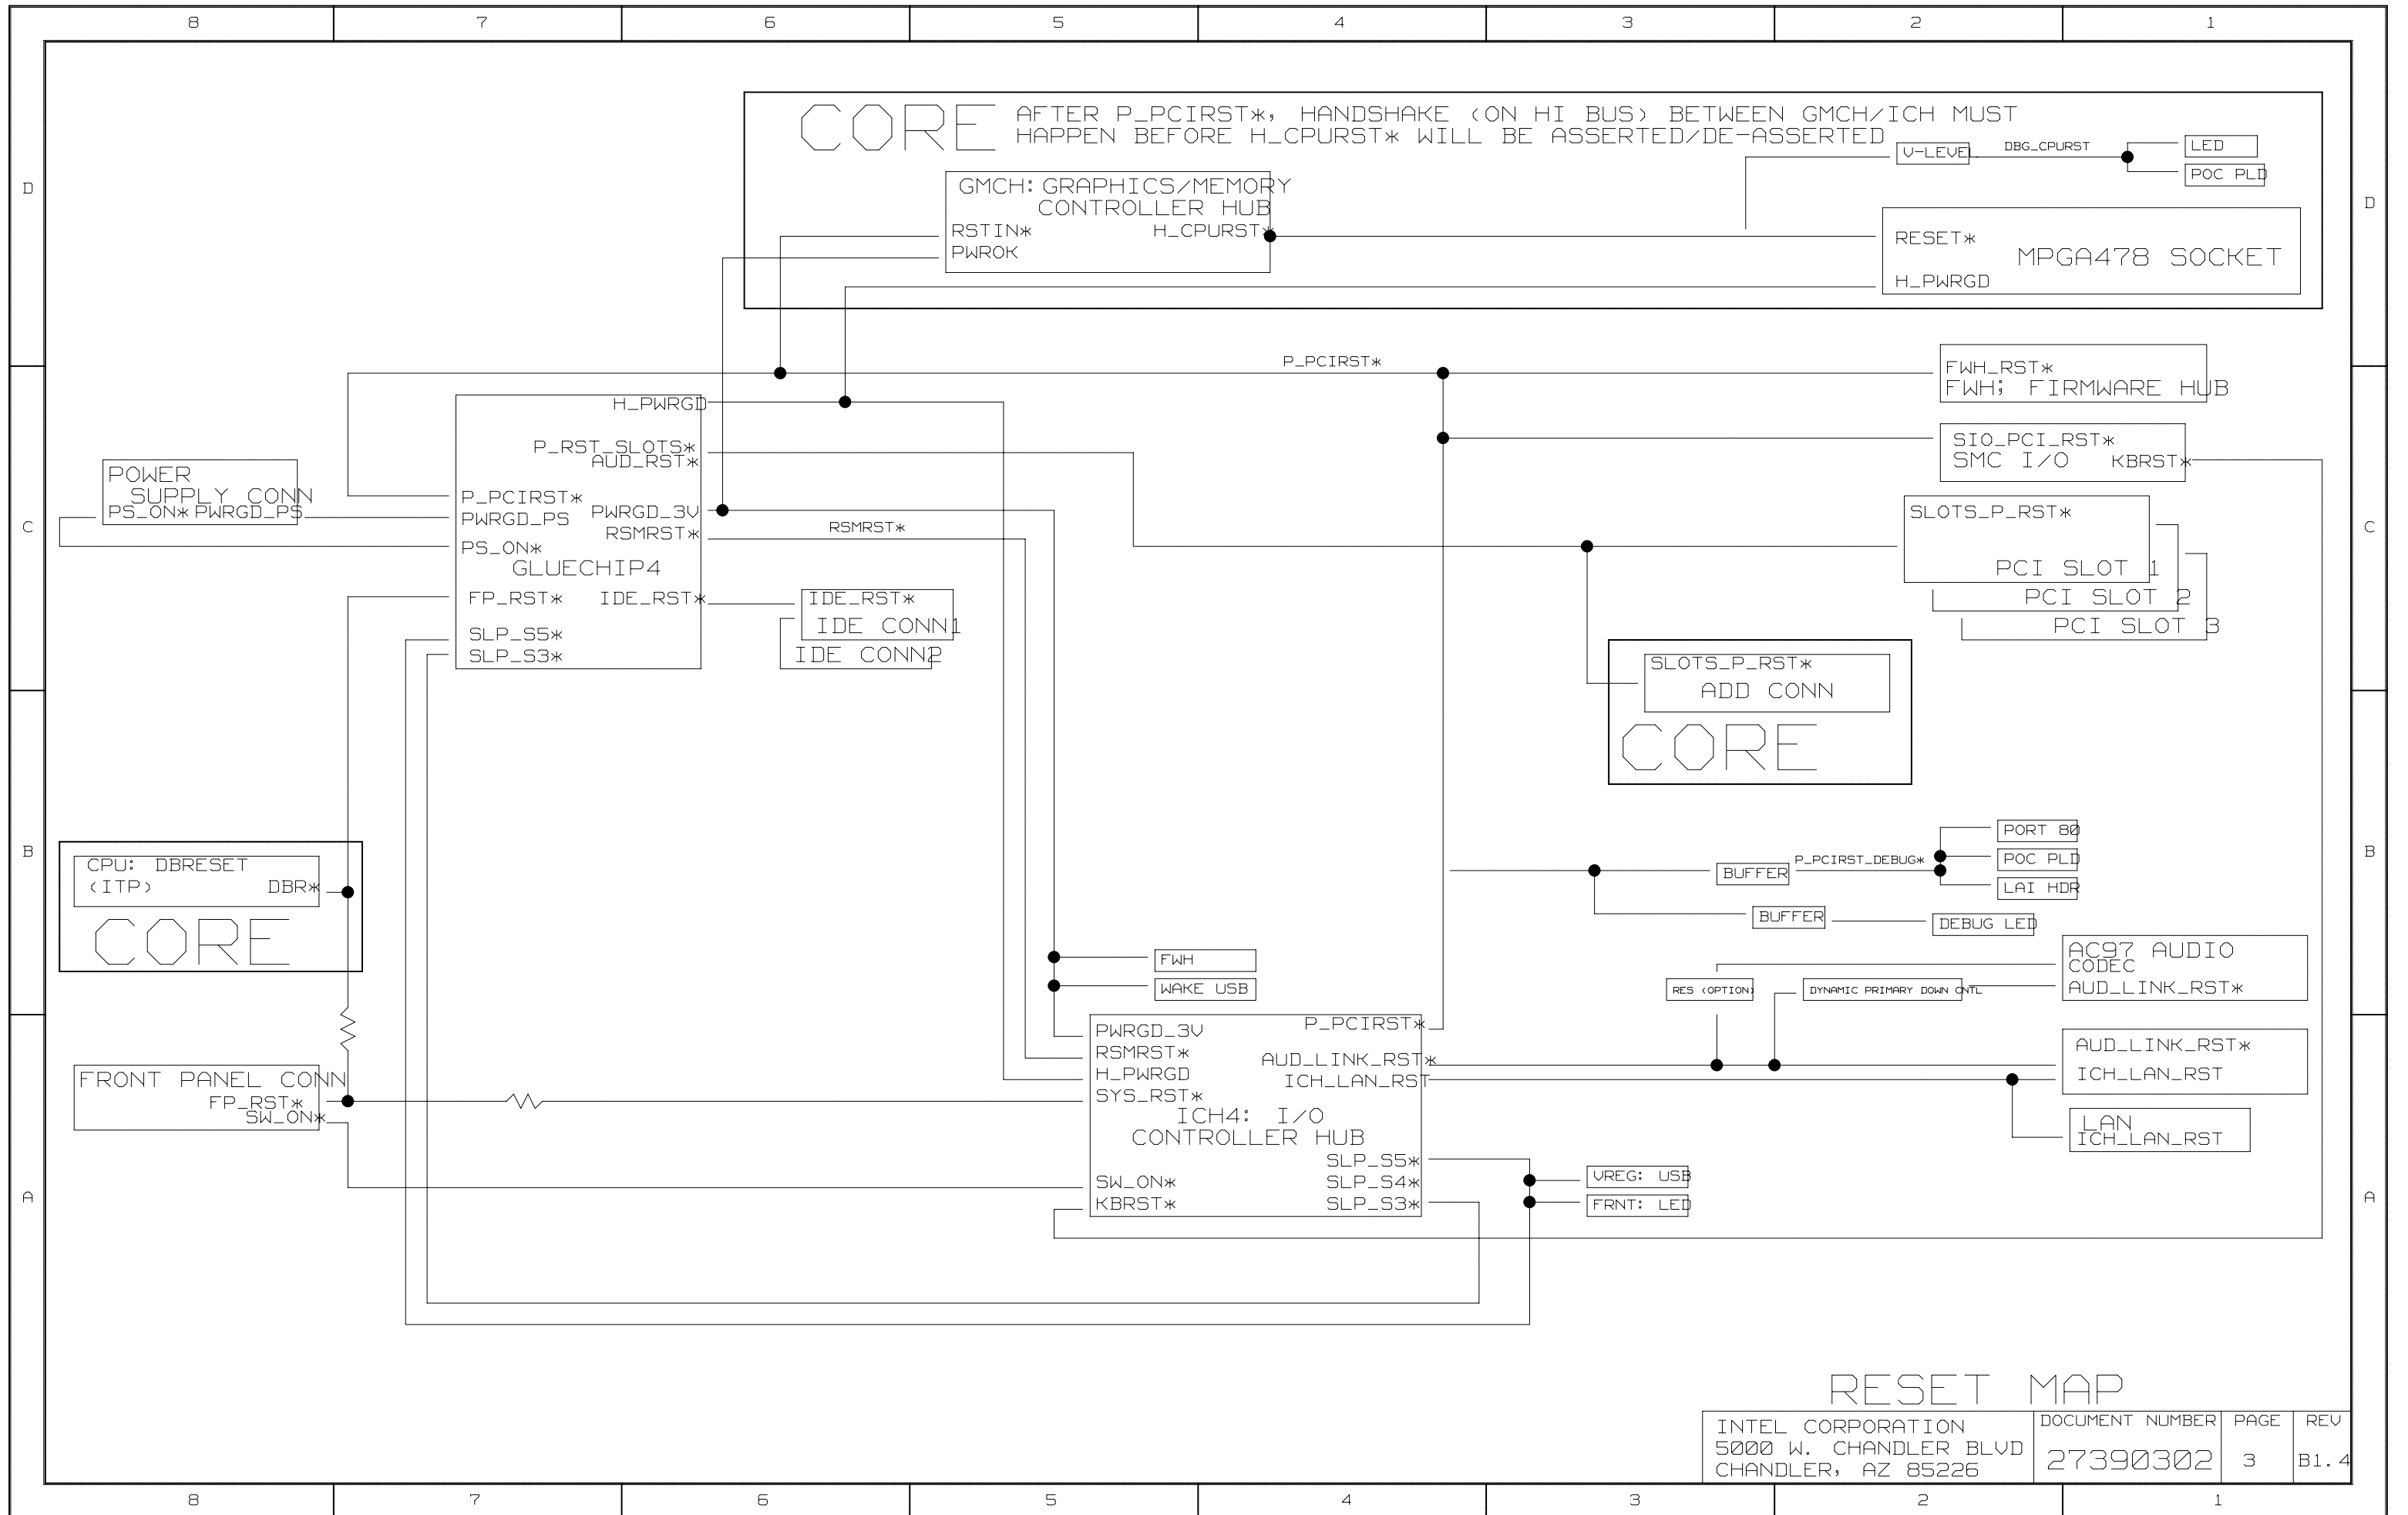 8 7 6 5 4 3 2 1
CORE
AFTER P_PCIRST*, HANDSHAKE (ON HI BUS) BETWEEN GMCH/ICH MUST
HAPPEN BEFORE H_CPURST* WILL BE ASSERTED/DE-ASSERTED
V-LEVEL
DBG_CPURST
LED
POC PLD
D
D
GMCH: GRAPHICS/MEMORY
CONTROLLER HUB
RSTIN*
H_CPURST*
PWROK
RESET*
MPGA478 SOCKET
H_PWRGD
P_PCIRST*
FWH_RST*
FWH; FIRMWARE HUB
SIO_PCI_RST*
SMC I/O
KBRST*
H_PWRGD
P_RST_SLOTS*
AUD_RST*
P_PCIRST*
PWRGD_PS
PWRGD_3V
RSMRST*
PS_ON*
GLUECHIP4
FP_RST*
IDE_RST*
SLP_S5*
SLP_S3*
POWER
SUPPLY CONN
PS_ON* PWRGD_PS
RSMRST*
C
C
SLOTS_P_RST*
PCI SLOT 1
PCI SLOT 2
PCI SLOT 3
IDE_RST*
IDE CONN1
IDE CONN2
SLOTS_P_RST*
ADD CONN
CORE
B
B
CPU: DBRESET
(ITP)
DBR*
CORE
BUFFER
P_PCIRST_DEBUG*
PORT 80
POC PLD
LAI HDR
BUFFER
DEBUG LED
FWH
WAKE USB
RES (OPTION)
DYNAMIC PRIMARY DOWN CNTL
AC97 AUDIO
CODEC
AUD_LINK_RST*
PWRGD_3V
P_PCIRST*
RSMRST*
AUD_LINK_RST*
H_PWRGD
ICH_LAN_RST
SYS_RST*
ICH4: I/O
CONTROLLER HUB
SLP_S5*
SW_ON*
SLP_S4*
KBRST*
SLP_S3*
AUD_LINK_RST*
ICH_LAN_RST
LAN
ICH_LAN_RST
FRONT PANEL CONN
FP_RST*
SW_ON*
VREG: USB
FRNT: LED
A
A
RESET MAP
INTEL CORPORATION
5000 W. CHANDLER BLVD
CHANDLER, AZ 85226
DOCUMENT NUMBER
27390302
PAGE
3
REV
B1.4
8 7 6 5 4 3 2 1